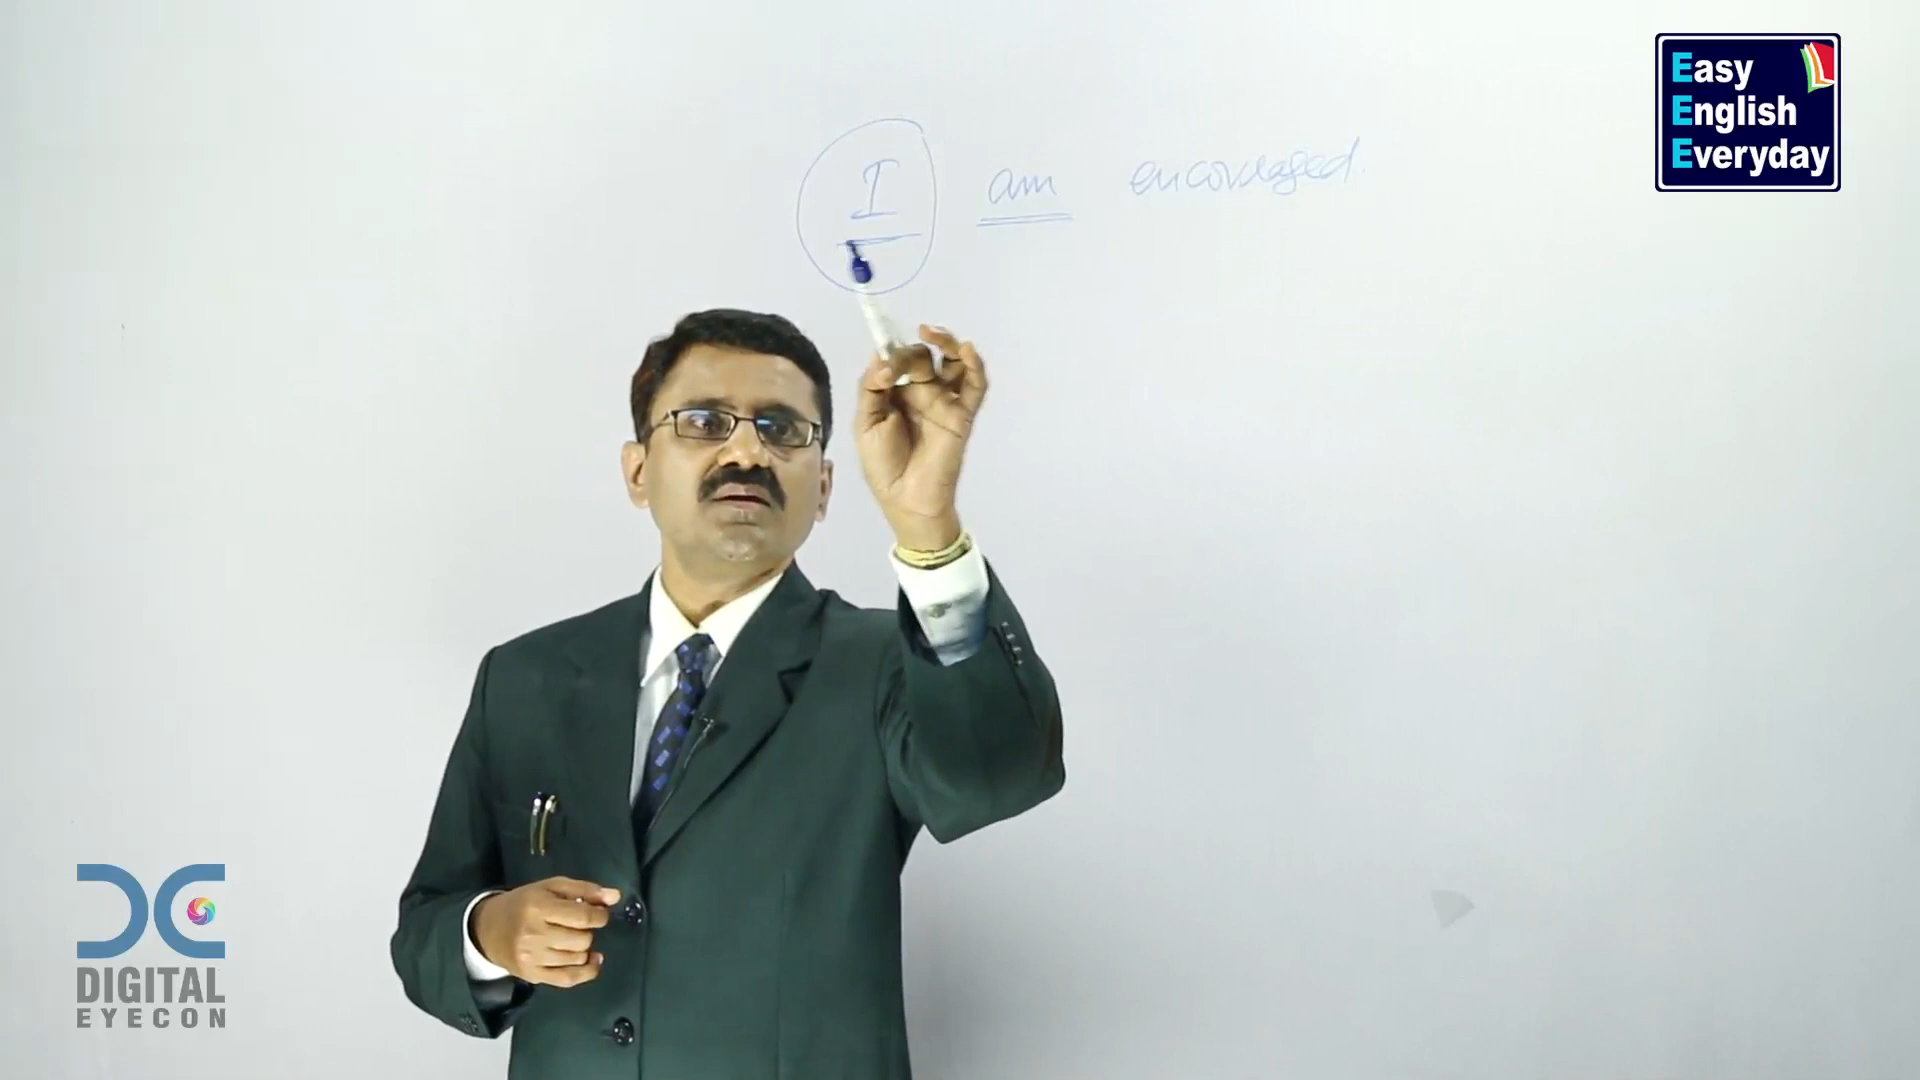 Easy
English
Everyday
I am encouraged.
DIGITAL
EYECON